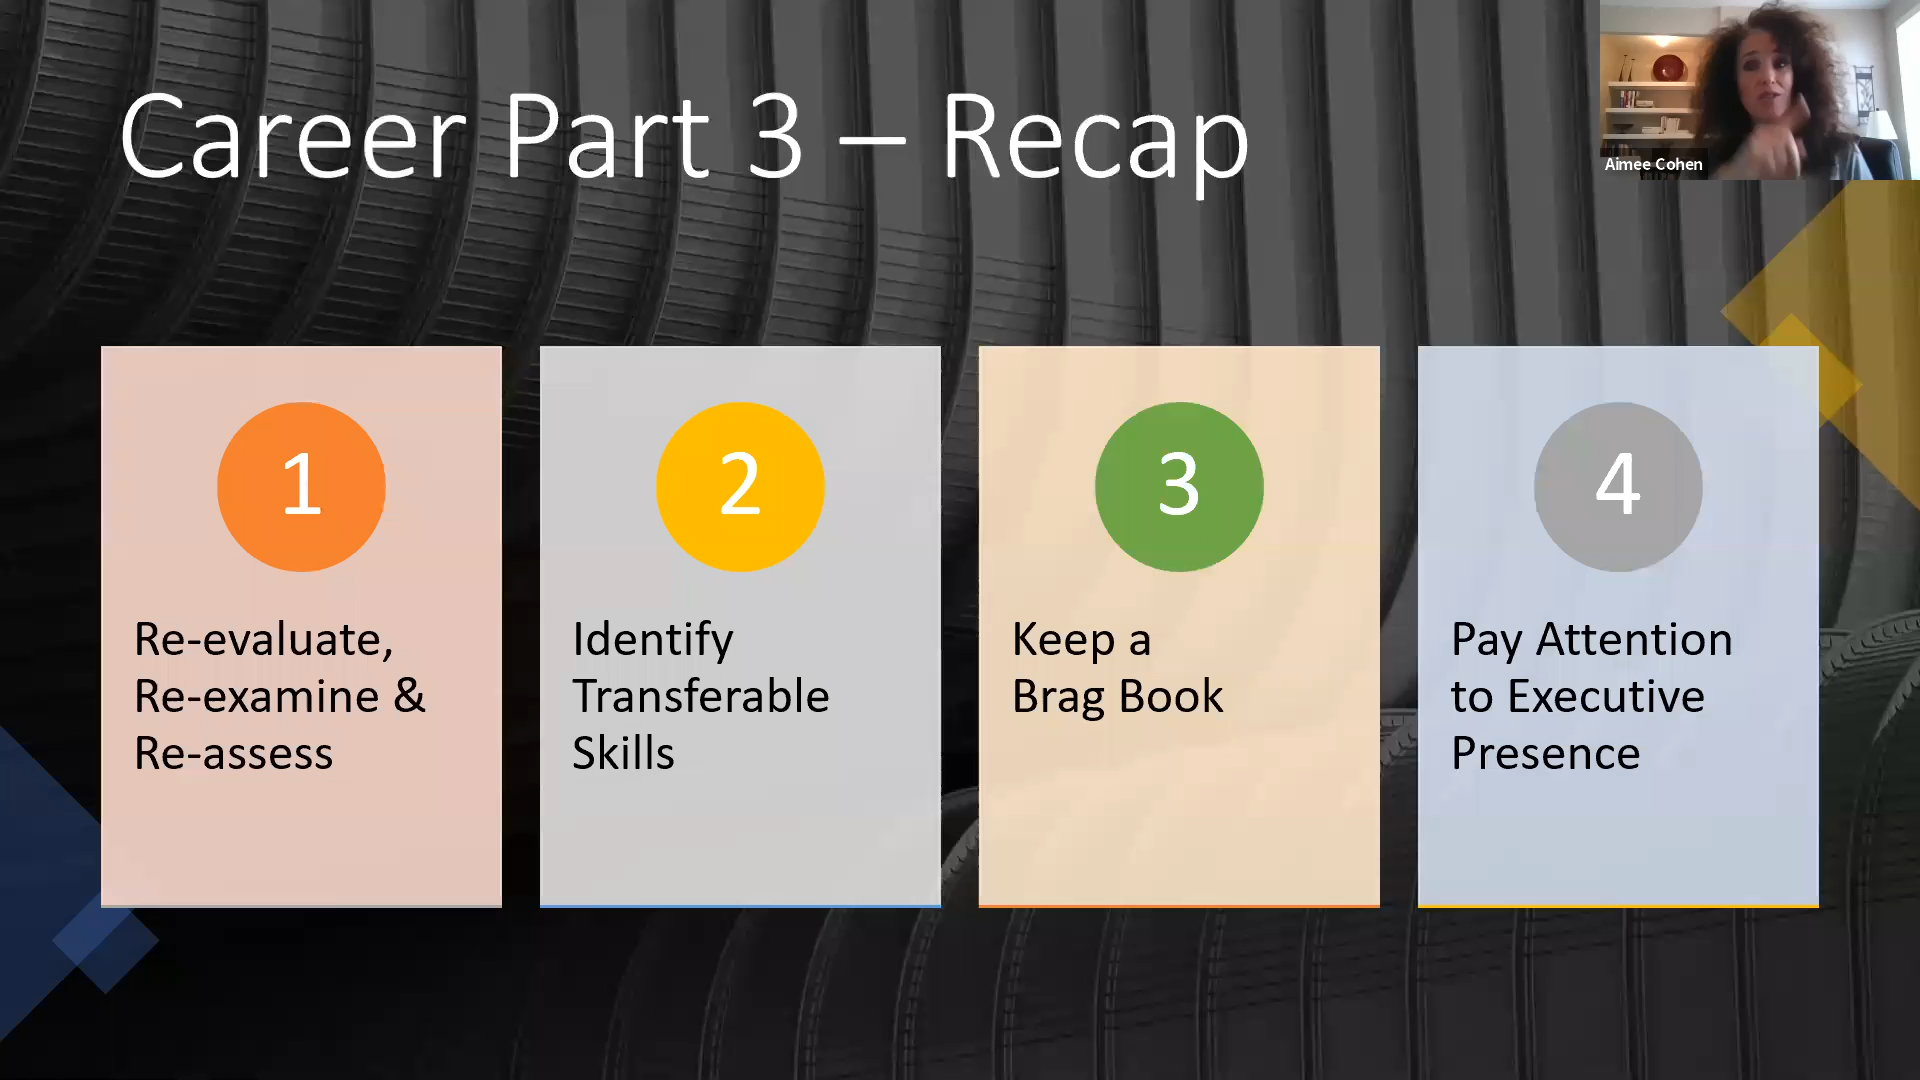 Career Part 3 – Recap
Aimee Cohen
1
Re-evaluate,
Re-examine &
Re-assess
2
Identify
Transferable
Skills
3
Keep a
Brag Book
4
Pay Attention
to Executive
Presence